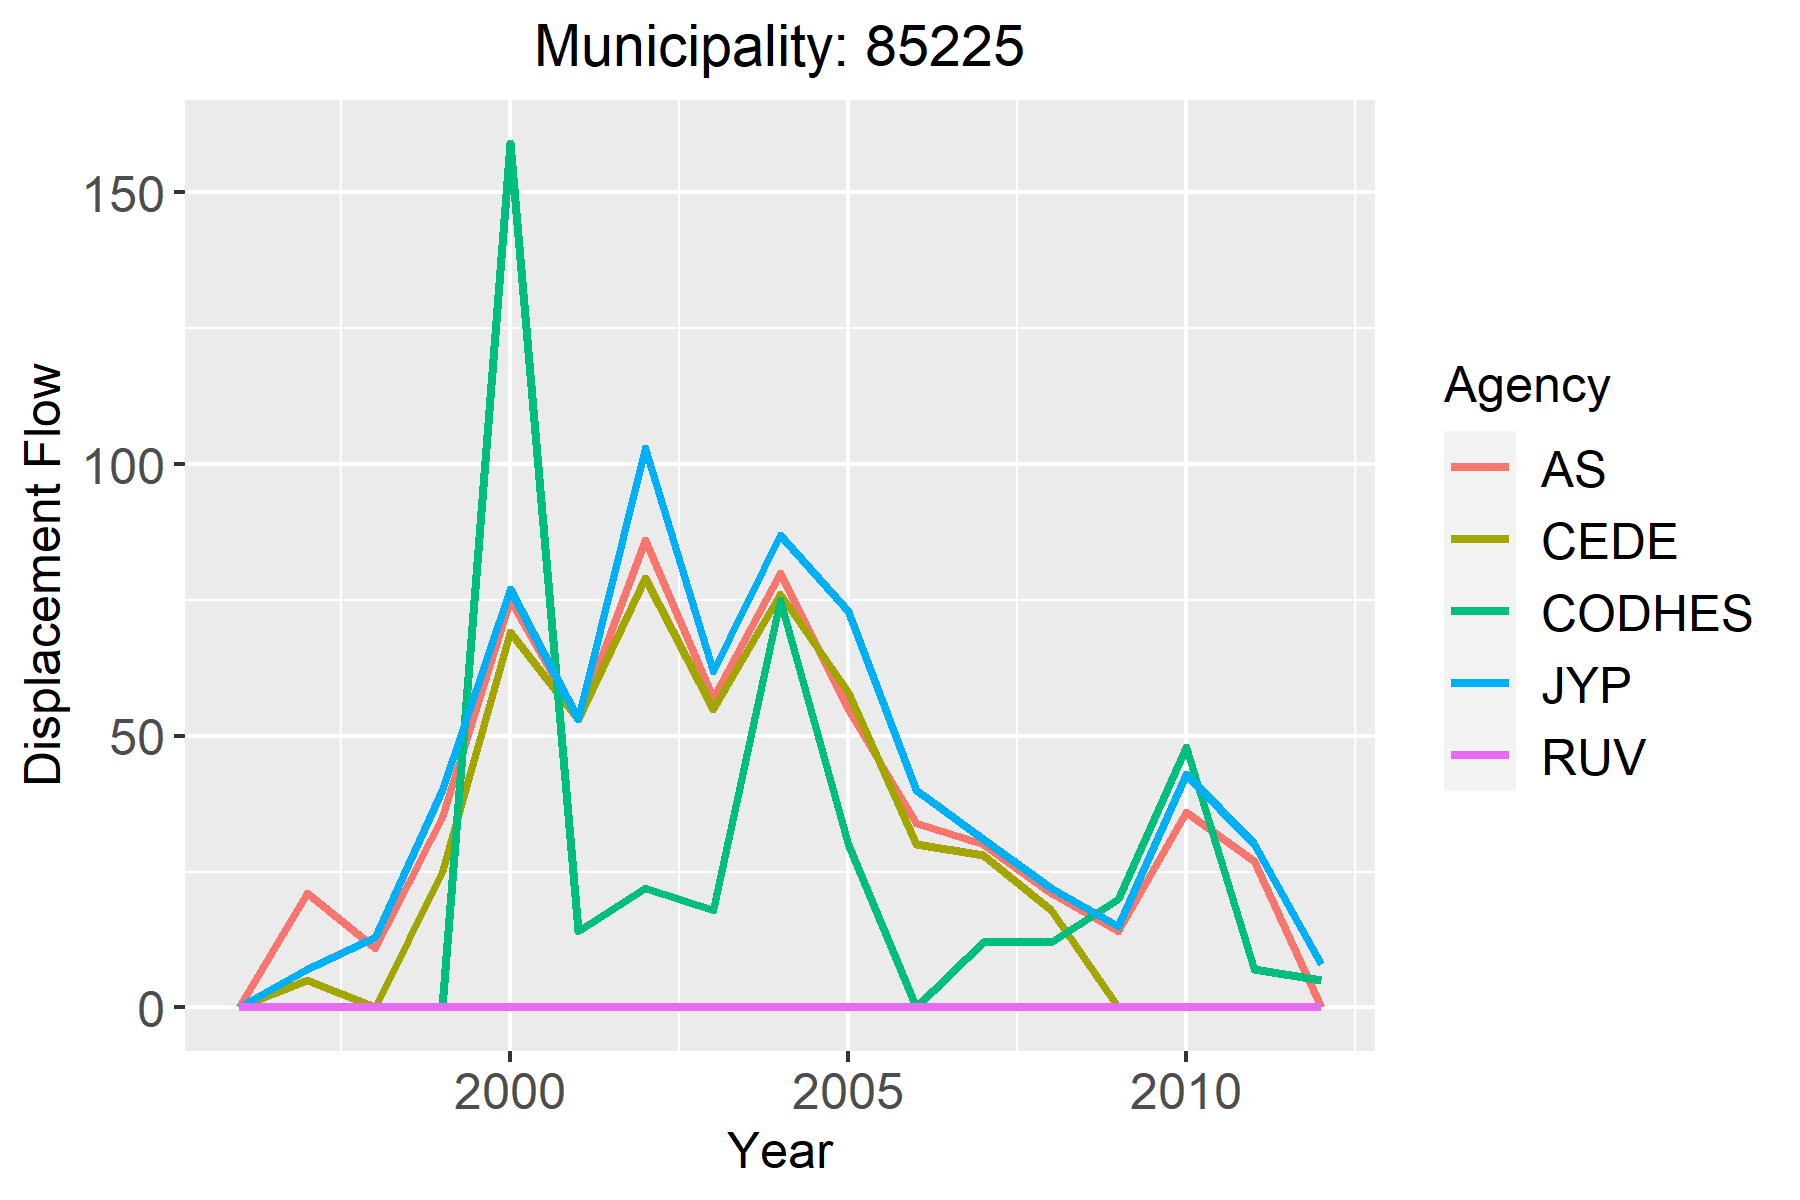 Municipality: 85225
150
100
50
0
Displacement Flow
2000 2005 2010
Year
Agency
AS
CEDE
CODHES
JYP
RUV